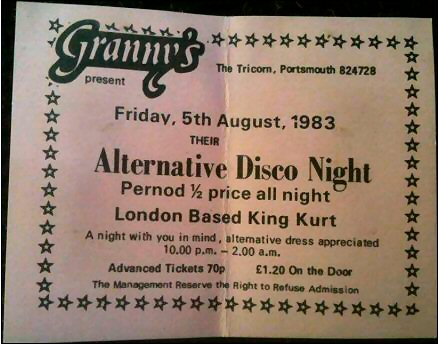 Granny's
present
The Tricorn, Portsmouth 824728
Friday, 5th August, 1983
THEIR
Alternative Disco Night
Pernod ½ price all night
London Based King Kurt
A night with you in mind, alternative dress appreciated
10.00 p.m. – 2.00 a.m.
Advanced Tickets 70p £1.20 On the Door
The Management Reserve the Right to Refuse Admission